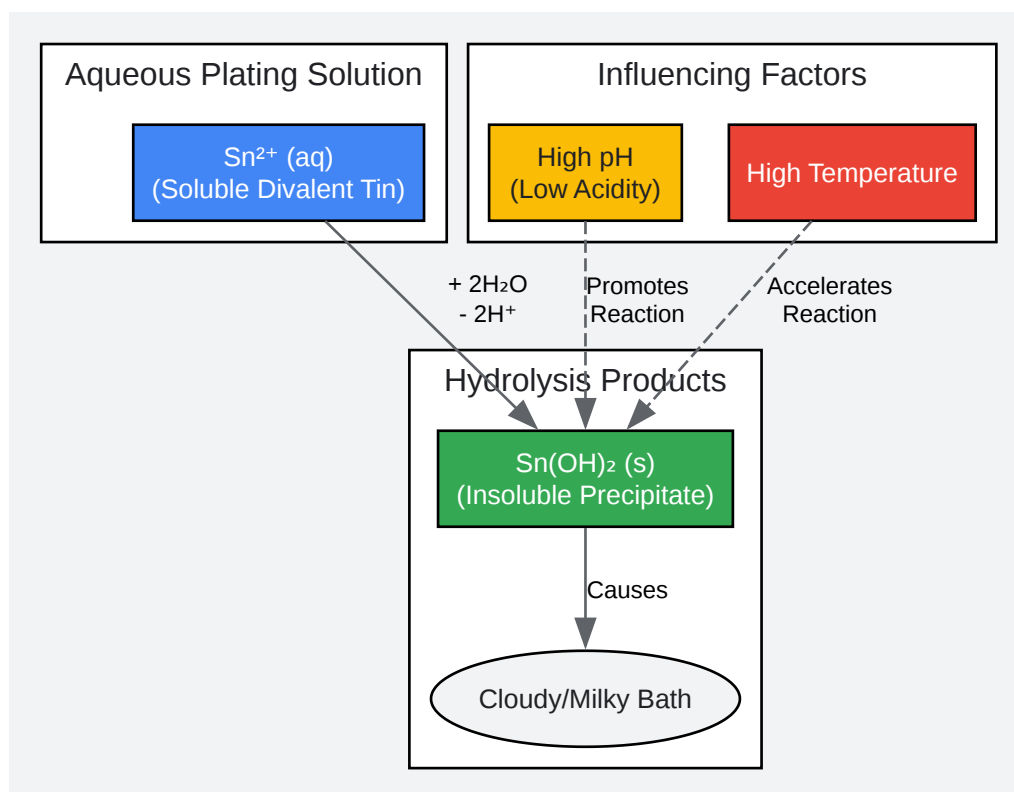 Aqueous Plating Solution
Influencing Factors
Sn²⁺ (aq)
(Soluble Divalent Tin)
High pH
(Low Acidity)
High Temperature
+ 2H₂O
- 2H⁺
Promotes
Reaction
Accelerates
Reaction
Hydrolysis Products
Sn(OH)₂ (s)
(Insoluble Precipitate)
Causes
Cloudy/Milky Bath